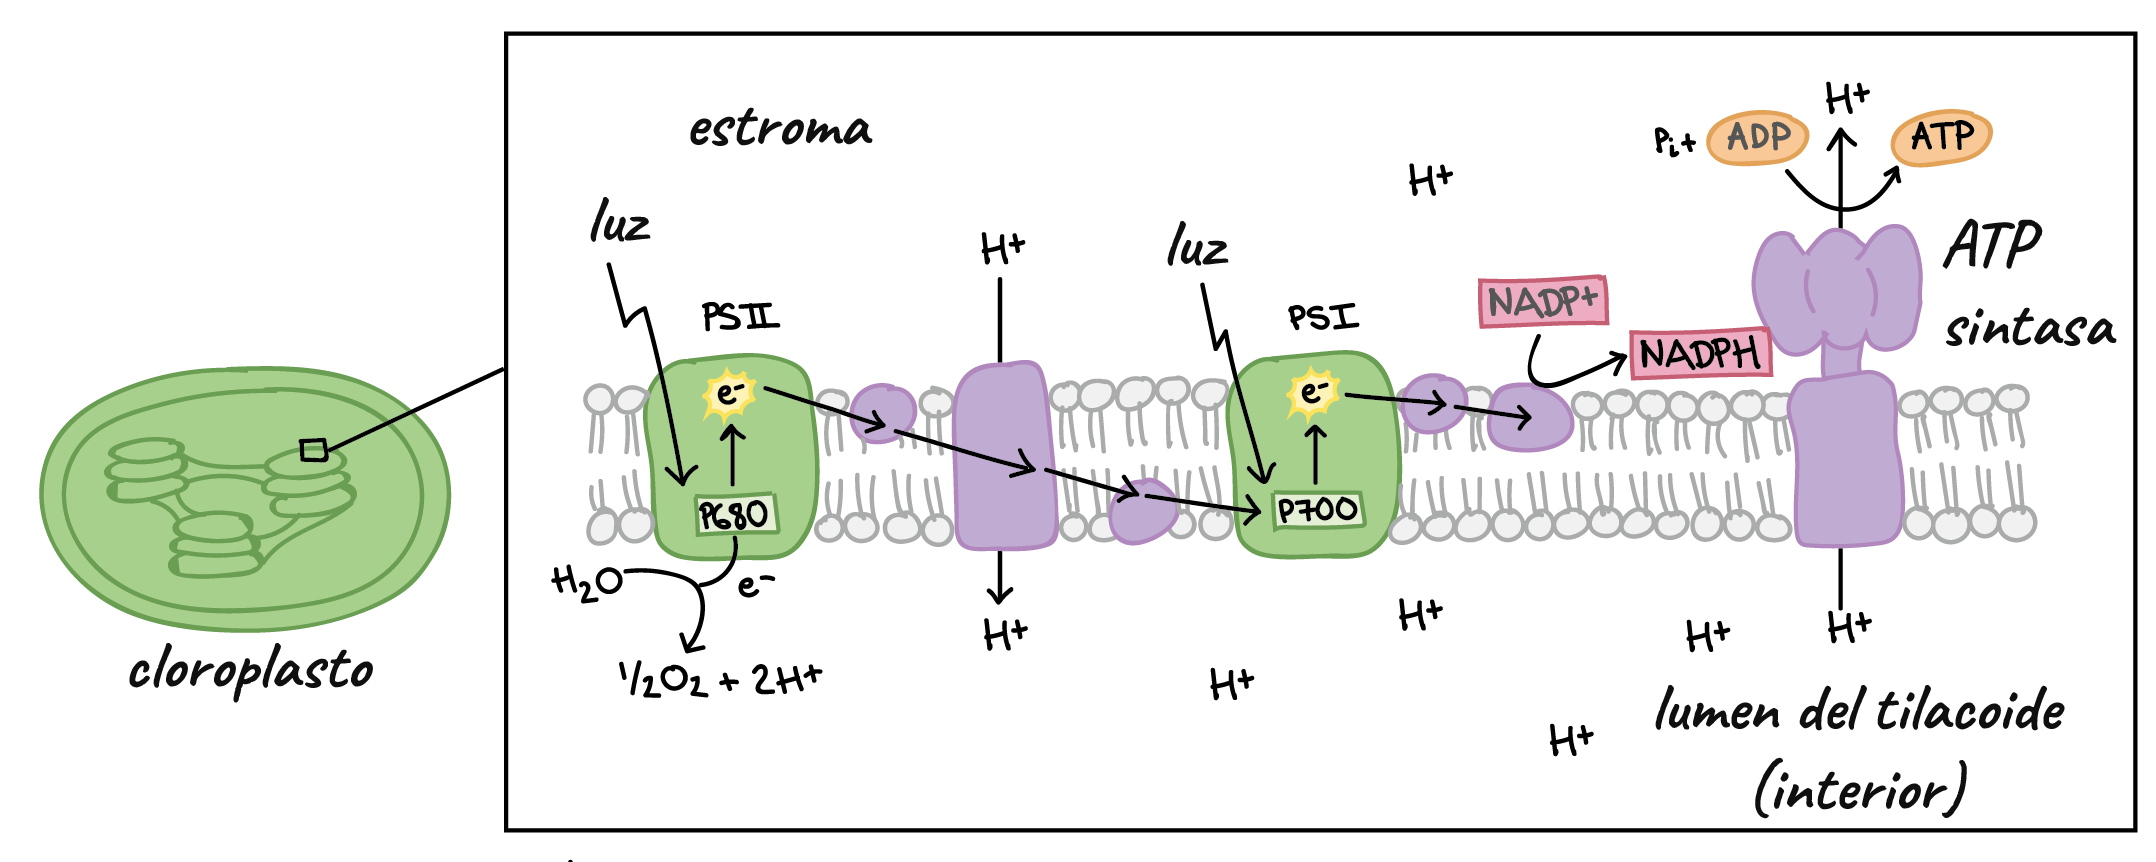 estroma
luz
PSII
e-
P680
H₂O
e-
1/2O₂ + 2H+
H+
H+
luz
PSI
e-
P700
H+
NADP+
NADPH
Pi+
ADP
H+
ATP
ATP
sintasa
H+
H+
H+
H+
H+
lumen del tilacoide
(interior)
cloroplasto